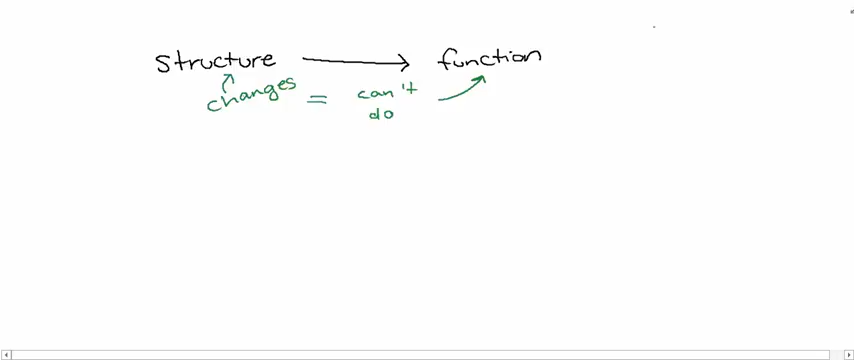 structure → function
changes = can't
do